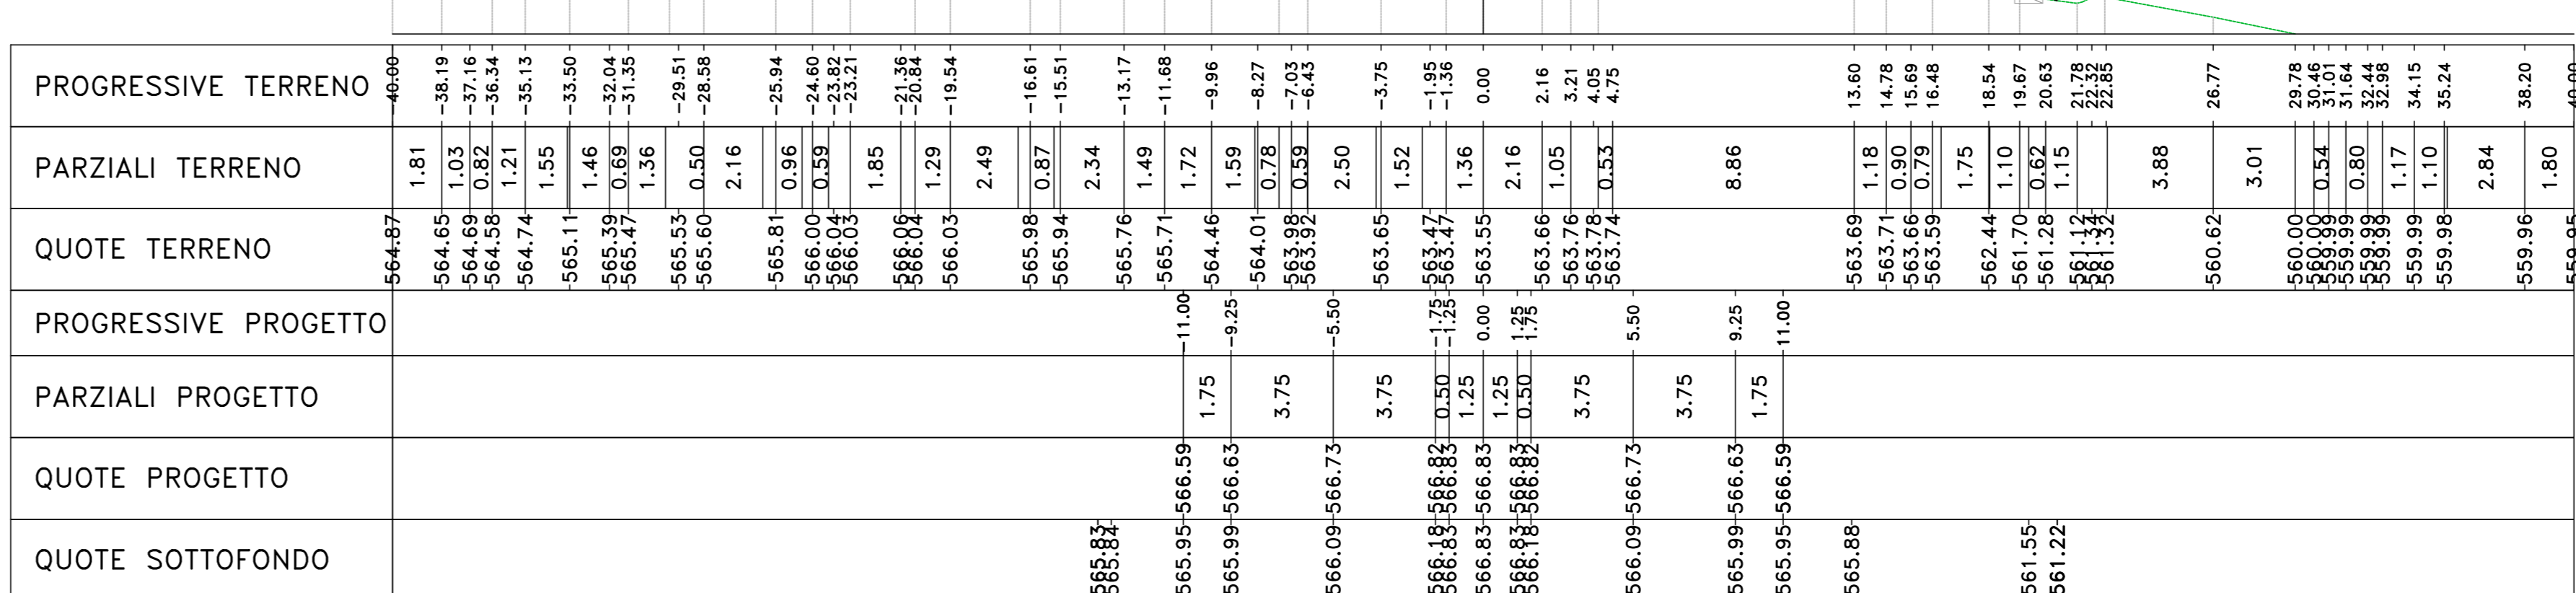 PROGRESSIVE TERRENO -40.00 -38.19 -37.16 -36.34 -35.13 -33.50 -32.04 -31.35 -29.51 -28.58 -25.94 -24.60 -23.82 -23.21 -21.36 -20.84 -19.54 -16.61 -15.51 -13.17 -11.68 -9.96 -8.27 -7.03 -6.43 -3.75 -1.95 -1.36 0.00 2.16 3.21 4.05 4.75 13.60 14.78 15.69 16.48 18.54 19.67 20.63 21.78 22.32 22.85 26.77 29.78 30.46 31.01 31.64 32.44 32.98 34.15 35.24 38.20 40.00
PARZIALI TERRENO 1.81 1.03 0.82 1.21 1.55 1.46 0.69 1.36 0.50 2.16 0.96 0.59 1.85 1.29 2.49 0.87 2.34 1.49 1.72 1.59 0.78 0.59 2.50 1.52 1.36 2.16 1.05 0.53 8.86 1.18 0.90 0.79 1.75 1.10 0.62 1.15 3.88 3.01 0.54 0.80 1.17 1.10 2.84 1.80
QUOTE TERRENO 564.87 564.65 564.69 564.58 564.74 565.11 565.39 565.47 565.53 565.60 565.81 566.00 566.04 566.03 566.06 566.04 566.03 565.98 565.94 565.76 565.71 564.46 564.01 563.98 563.92 563.65 563.47 563.47 563.55 563.66 563.76 563.78 563.74 563.69 563.71 563.66 563.59 562.44 561.70 561.28 561.12 561.34 561.32 560.62 560.00 560.00 559.99 559.99 559.99 559.99 559.99 559.98 559.96 559.95
PROGRESSIVE PROGETTO -11.00 -9.25 -5.50 -1.75 -1.25 0.00 1.25 1.75 5.50 9.25 11.00
PARZIALI PROGETTO 1.75 3.75 3.75 0.50 1.25 1.25 0.50 3.75 3.75 1.75
QUOTE PROGETTO 566.59 566.63 566.73 566.82 566.83 566.83 566.83 566.82 566.73 566.63 566.59
QUOTE SOTTOFONDO 565.83 565.84 565.95 565.99 566.09 566.18 566.83 566.83 566.83 566.18 566.09 565.99 565.95 565.88 561.55 561.22